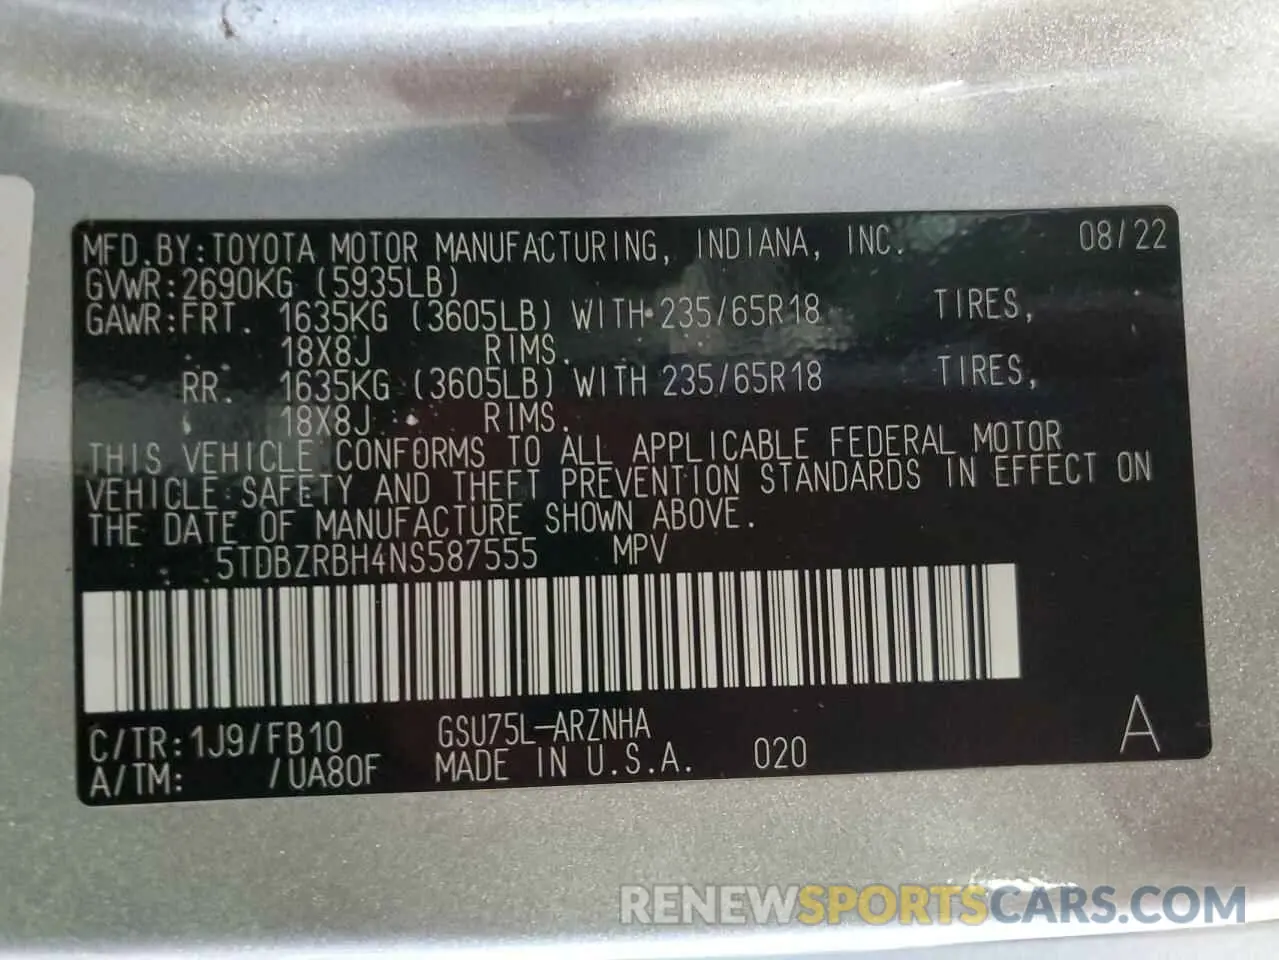 MFD.BY:TOYOTA MOTOR MANUFACTURING, INDIANA, INC. 08/22
GVWR:2690KG (5935LB)
GAWR:FRT. 1635KG (3605LB) WITH 235/65R18 TIRES,
18X8J RIMS.
RR. 1635KG (3605LB) WITH 235/65R18 TIRES,
18X8J RIMS.
THIS VEHICLE CONFORMS TO ALL APPLICABLE FEDERAL MOTOR
VEHICLE SAFETY AND THEFT PREVENTION STANDARDS IN EFFECT ON
THE DATE OF MANUFACTURE SHOWN ABOVE.
5TDBZRBH4NS587555 MPV
C/TR:1J9/FB10 GSU75L-ARZNHA
A/TM: /UA80F MADE IN U.S.A. 020 A
RENEWSPORTSCARS.COM